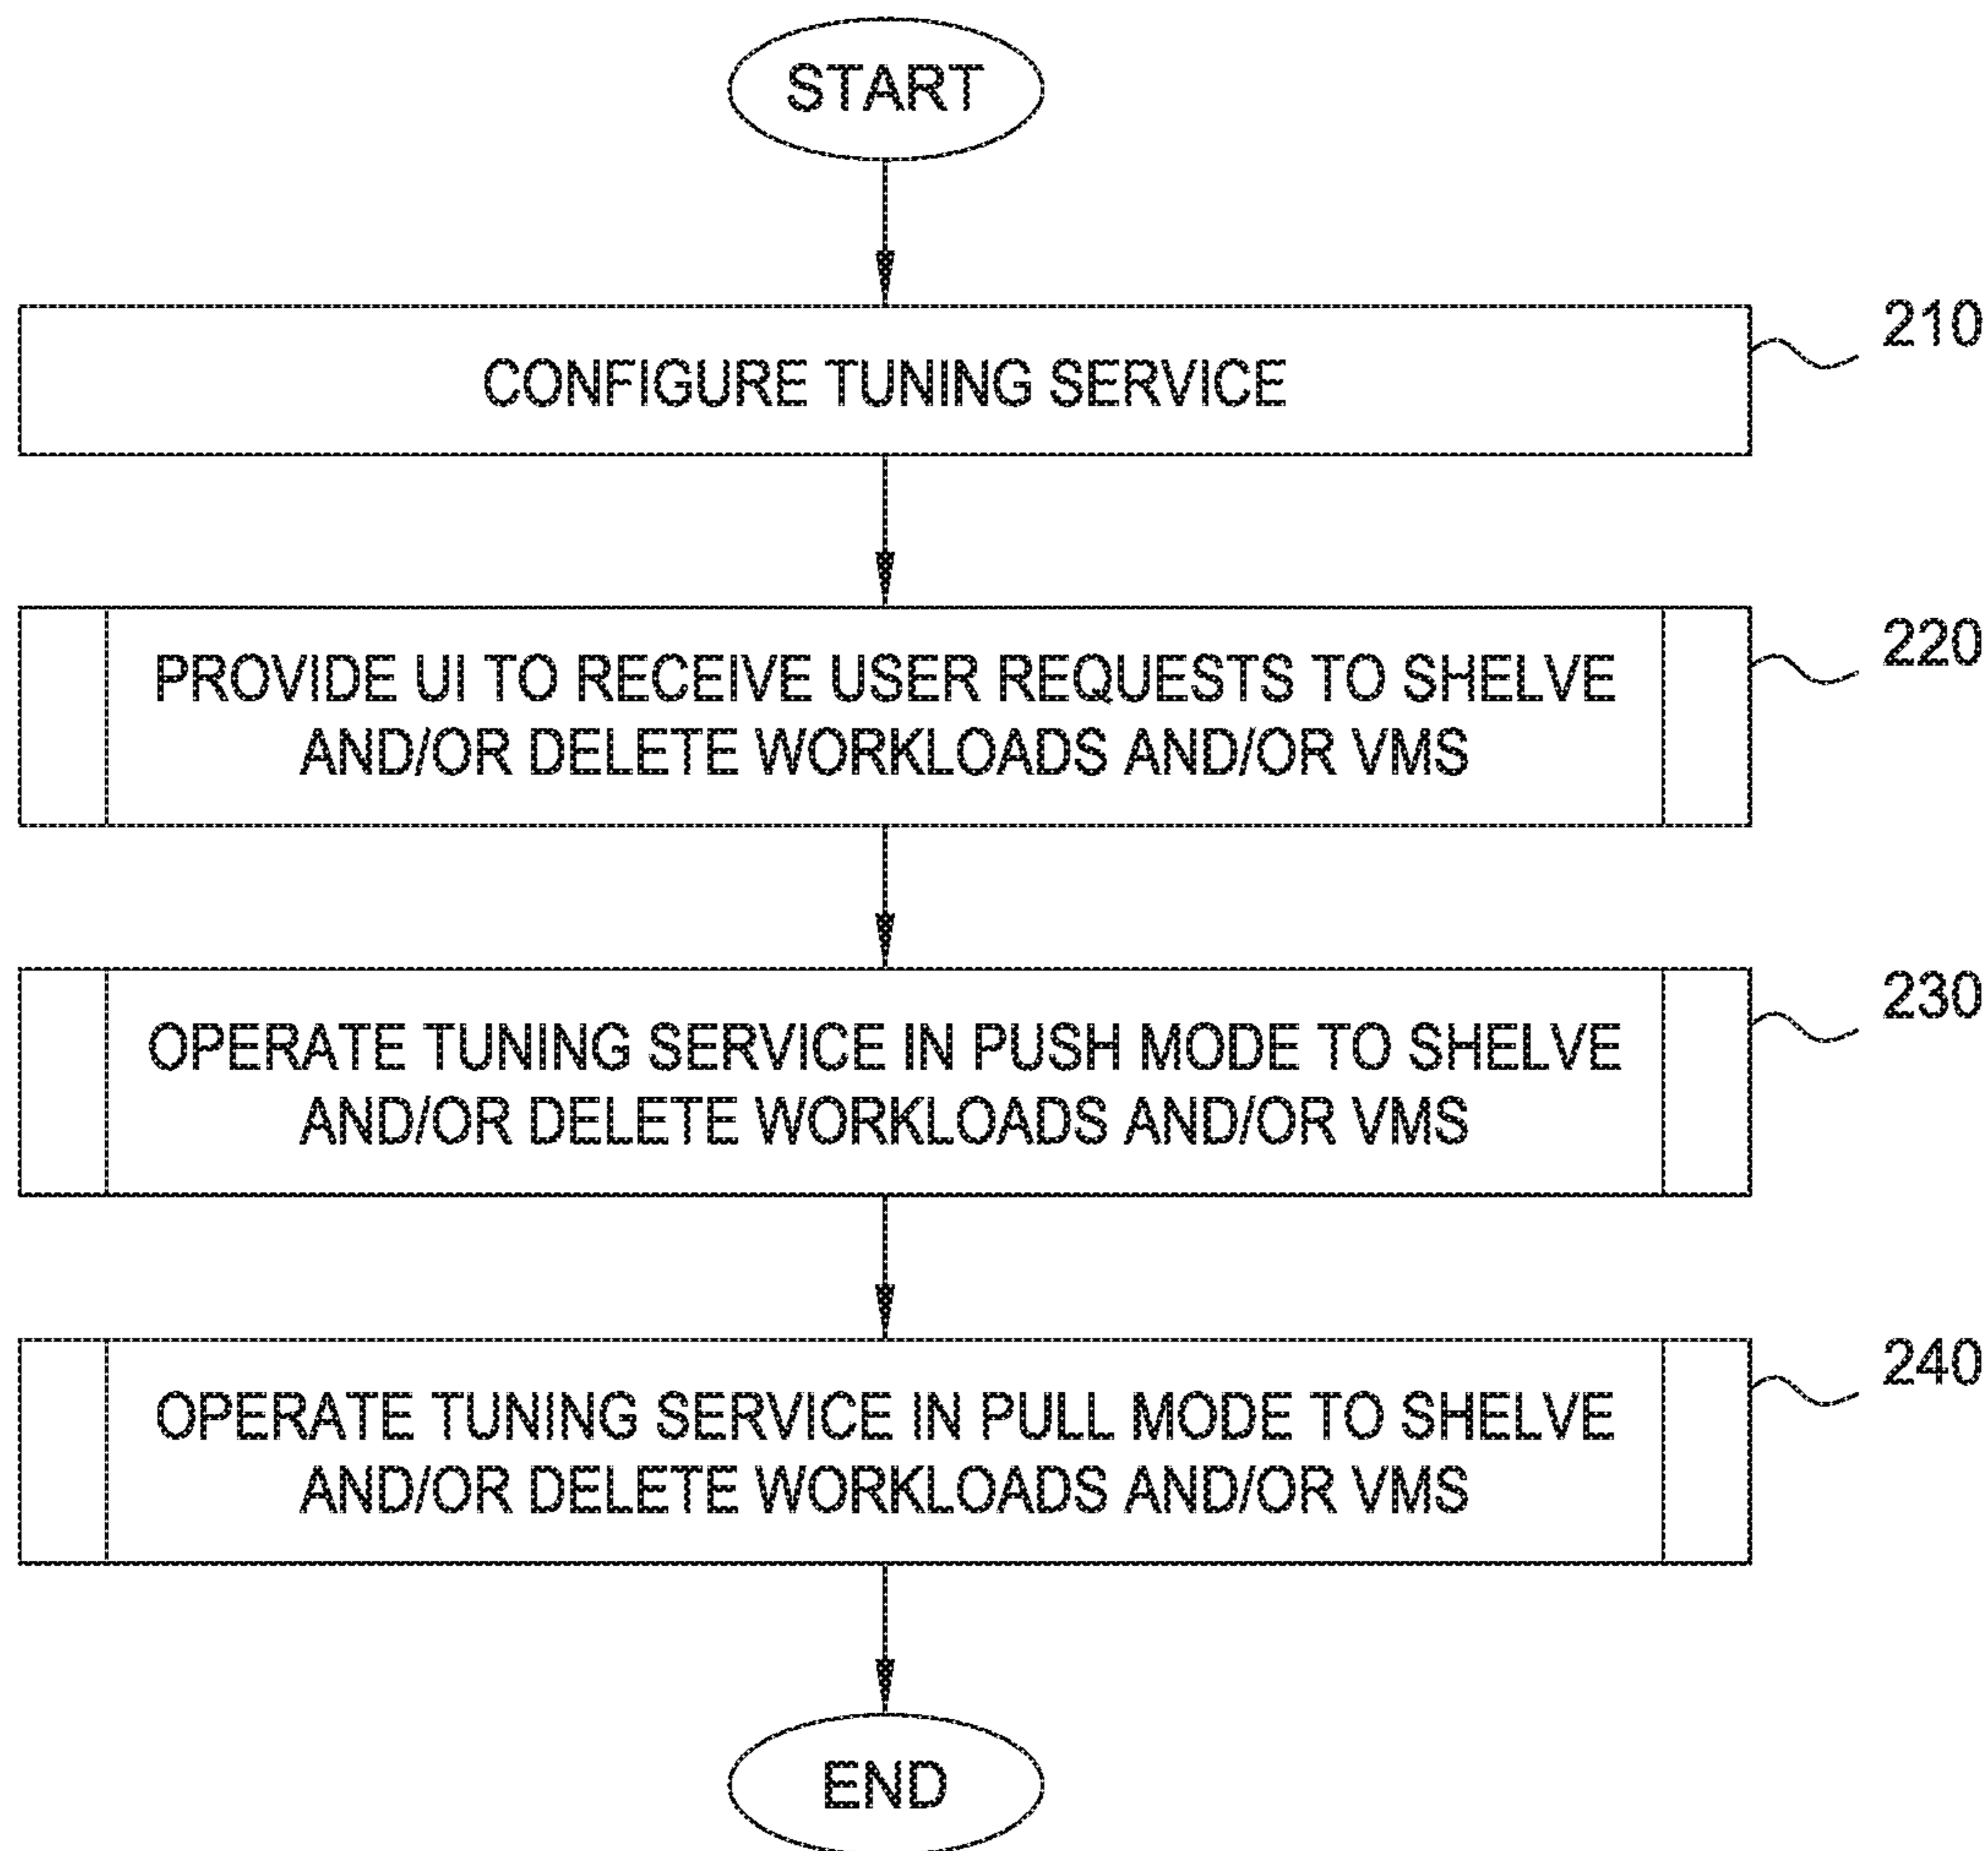 START
210
CONFIGURE TUNING SERVICE
220
PROVIDE UI TO RECEIVE USER REQUESTS TO SHELVE
AND/OR DELETE WORKLOADS AND/OR VMS
230
OPERATE TUNING SERVICE IN PUSH MODE TO SHELVE
AND/OR DELETE WORKLOADS AND/OR VMS
240
OPERATE TUNING SERVICE IN PULL MODE TO SHELVE
AND/OR DELETE WORKLOADS AND/OR VMS
END